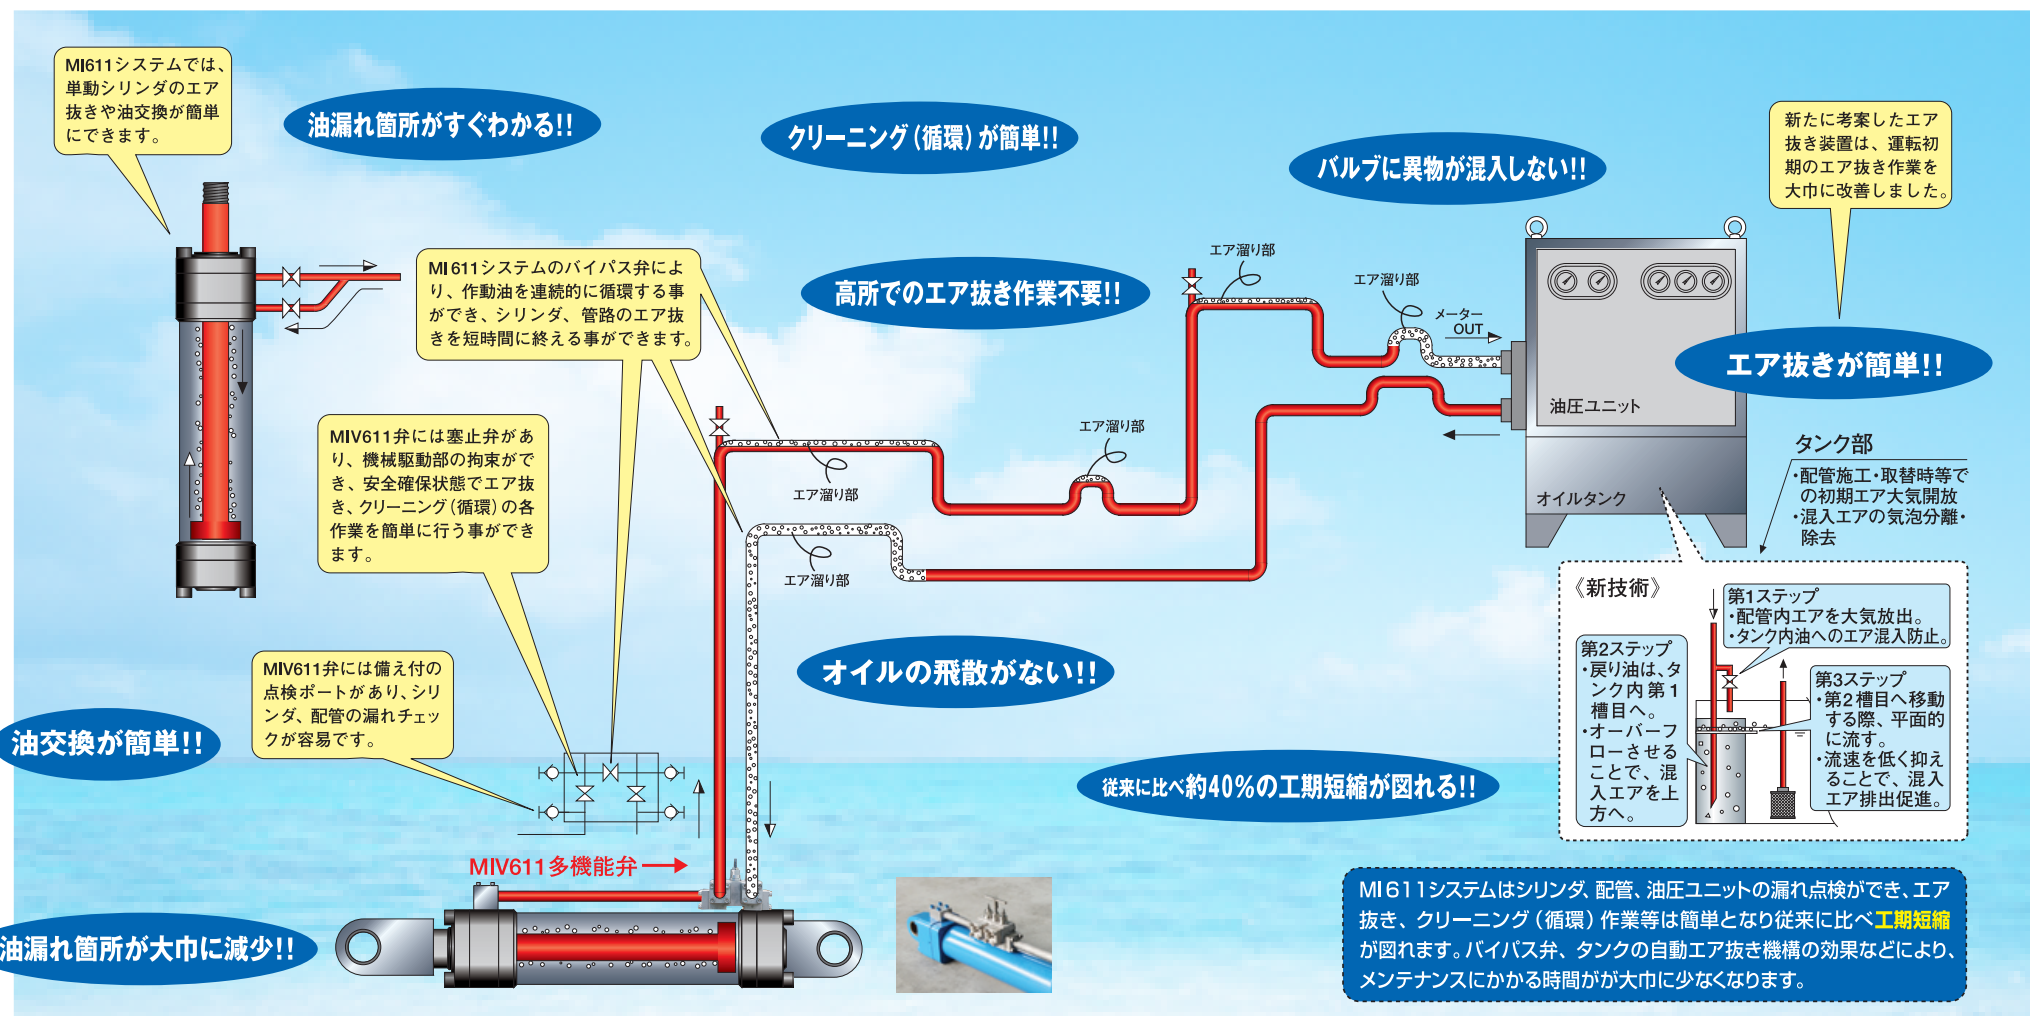 MI611システムでは、
単動シリンダのエア
抜きや油交換が簡単
にできます。
油漏れ箇所がすぐわかる!!
クリーニング(循環)が簡単!!
バルブに異物が混入しない!!
新たに考案したエア
抜き装置は、運転初
期のエア抜き作業を
大巾に改善しました。
MI611システムのバイパス弁によ
り、作動油を連続的に循環する事
ができ、シリンダ、管路のエア抜
きを短時間に終える事ができます。
高所でのエア抜き作業不要!!
エア溜り部
エア溜り部
メーター
OUT
エア抜きが簡単!!
油圧ユニット
オイルタンク
MIV611弁には塞止弁があ
り、機械駆動部の拘束がで
き、安全確保状態でエア抜
き、クリーニング(循環)の各
作業を簡単に行う事ができ
ます。
エア溜り部
エア溜り部
エア溜り部
タンク部
・配管施工・取替時等で
の初期エア大気開放
・混入エアの気泡分離・
除去
《新技術》
第1ステップ
・配管内エアを大気放出。
・タンク内油へのエア混入防止。
第2ステップ
・戻り油は、タ
ンク内第1
槽目へ。
・オーバーフ
ローさせる
ことで、混
入エアを上
方へ。
第3ステップ
・第2槽目へ移動
する際、平面的
に流す。
・流速を低く抑え
ることで、混入
エア排出促進。
MIV611弁には備え付の
点検ポートがあり、シリ
ンダ、配管の漏れチェッ
クが容易です。
オイルの飛散がない!!
油交換が簡単!!
従来に比べ約40%の工期短縮が図れる!!
MIV611多機能弁
油漏れ箇所が大巾に減少!!
MI611システムはシリンダ、配管、油圧ユニットの漏れ点検ができ、エア
抜き、クリーニング(循環)作業等は簡単となり従来に比べ工期短縮
が図れます。バイパス弁、タンクの自動エア抜き機構の効果などにより、
メンテナンスにかかる時間がが大巾に少なくなります。